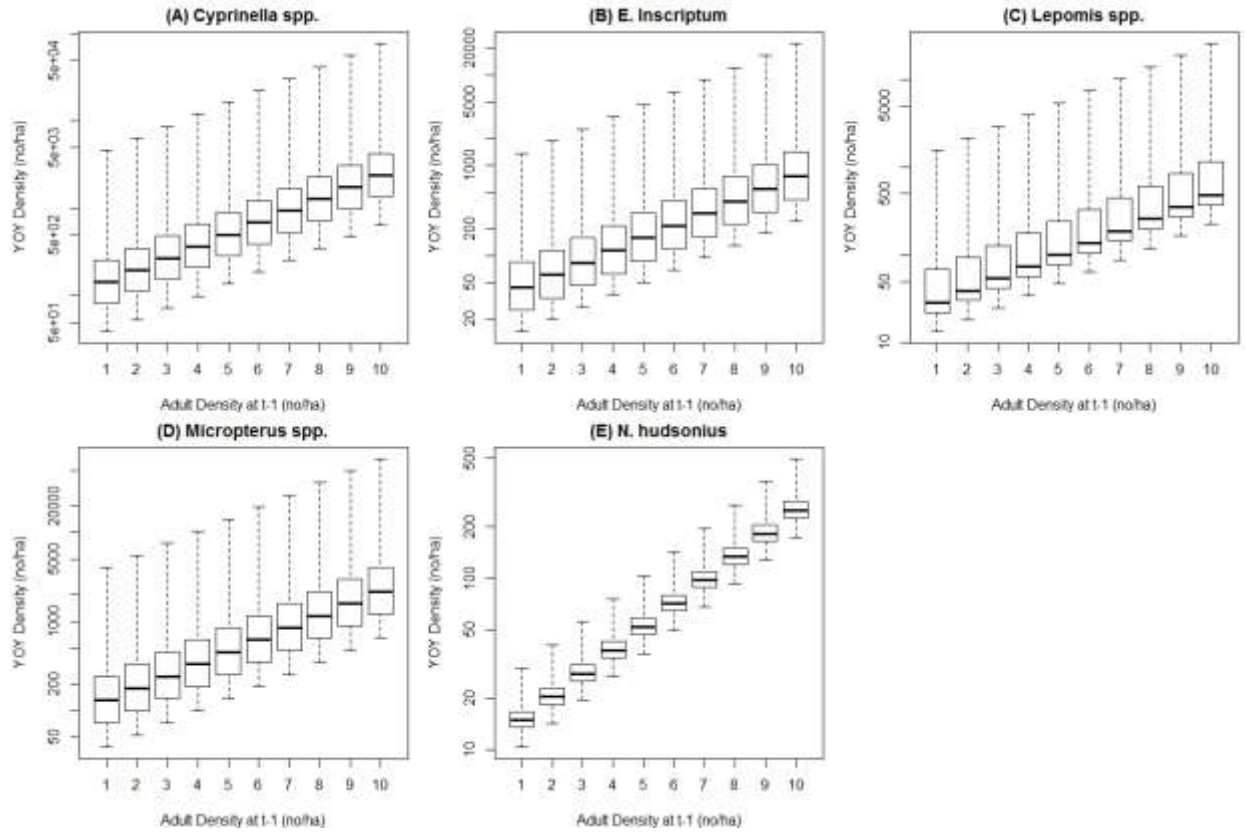 (A) Cyprinella spp.
YOY Density (no/ha)
5e+04
5e+03
5e+02
5e+01
1 2 3 4 5 6 7 8 9 10
Adult Density at t-1 (no/ha)
(B) E. Inscriptum
YOY Density (no/ha)
20000
5000
1000
200
50
20
1 2 3 4 5 6 7 8 9 10
Adult Density at t-1 (no/ha)
(C) Lepomis spp.
YOY Density (no/ha)
5000
500
50
10
1 2 3 4 5 6 7 8 9 10
Adult Density at t-1 (no/ha)
(D) Micropterus spp.
YOY Density (no/ha)
20000
5000
1000
200
50
1 2 3 4 5 6 7 8 9 10
Adult Density at t-1 (no/ha)
(E) N. hudsonius
YOY Density (no/ha)
500
200
100
50
20
10
1 2 3 4 5 6 7 8 9 10
Adult Density at t-1 (no/ha)